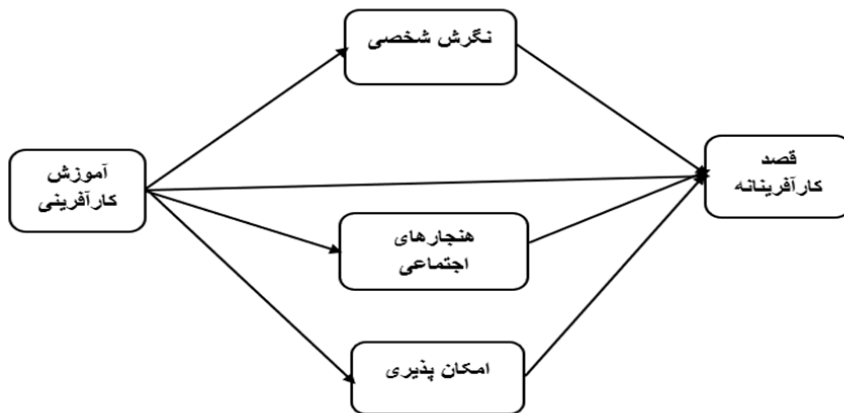 نگرش شخصی
آموزش
کارآفرینی
قصد
کارآفرینانه
هنجارهای
اجتماعی
امکان پذیری